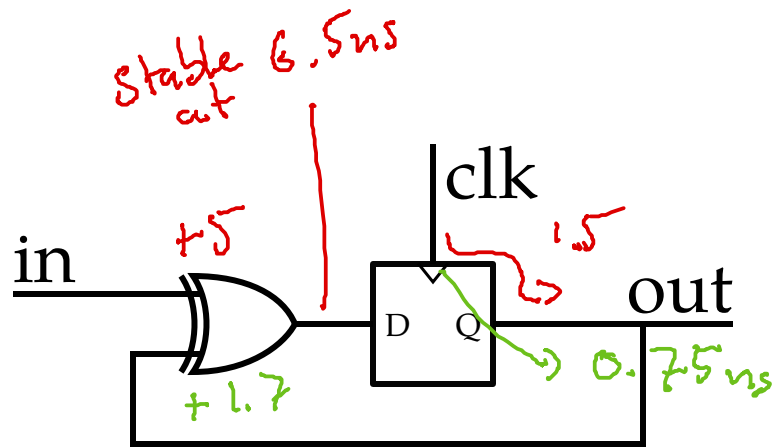 stable 6.5ns
at
clk
+5
1.5
in
out
D
Q
0.75ns
+1.7